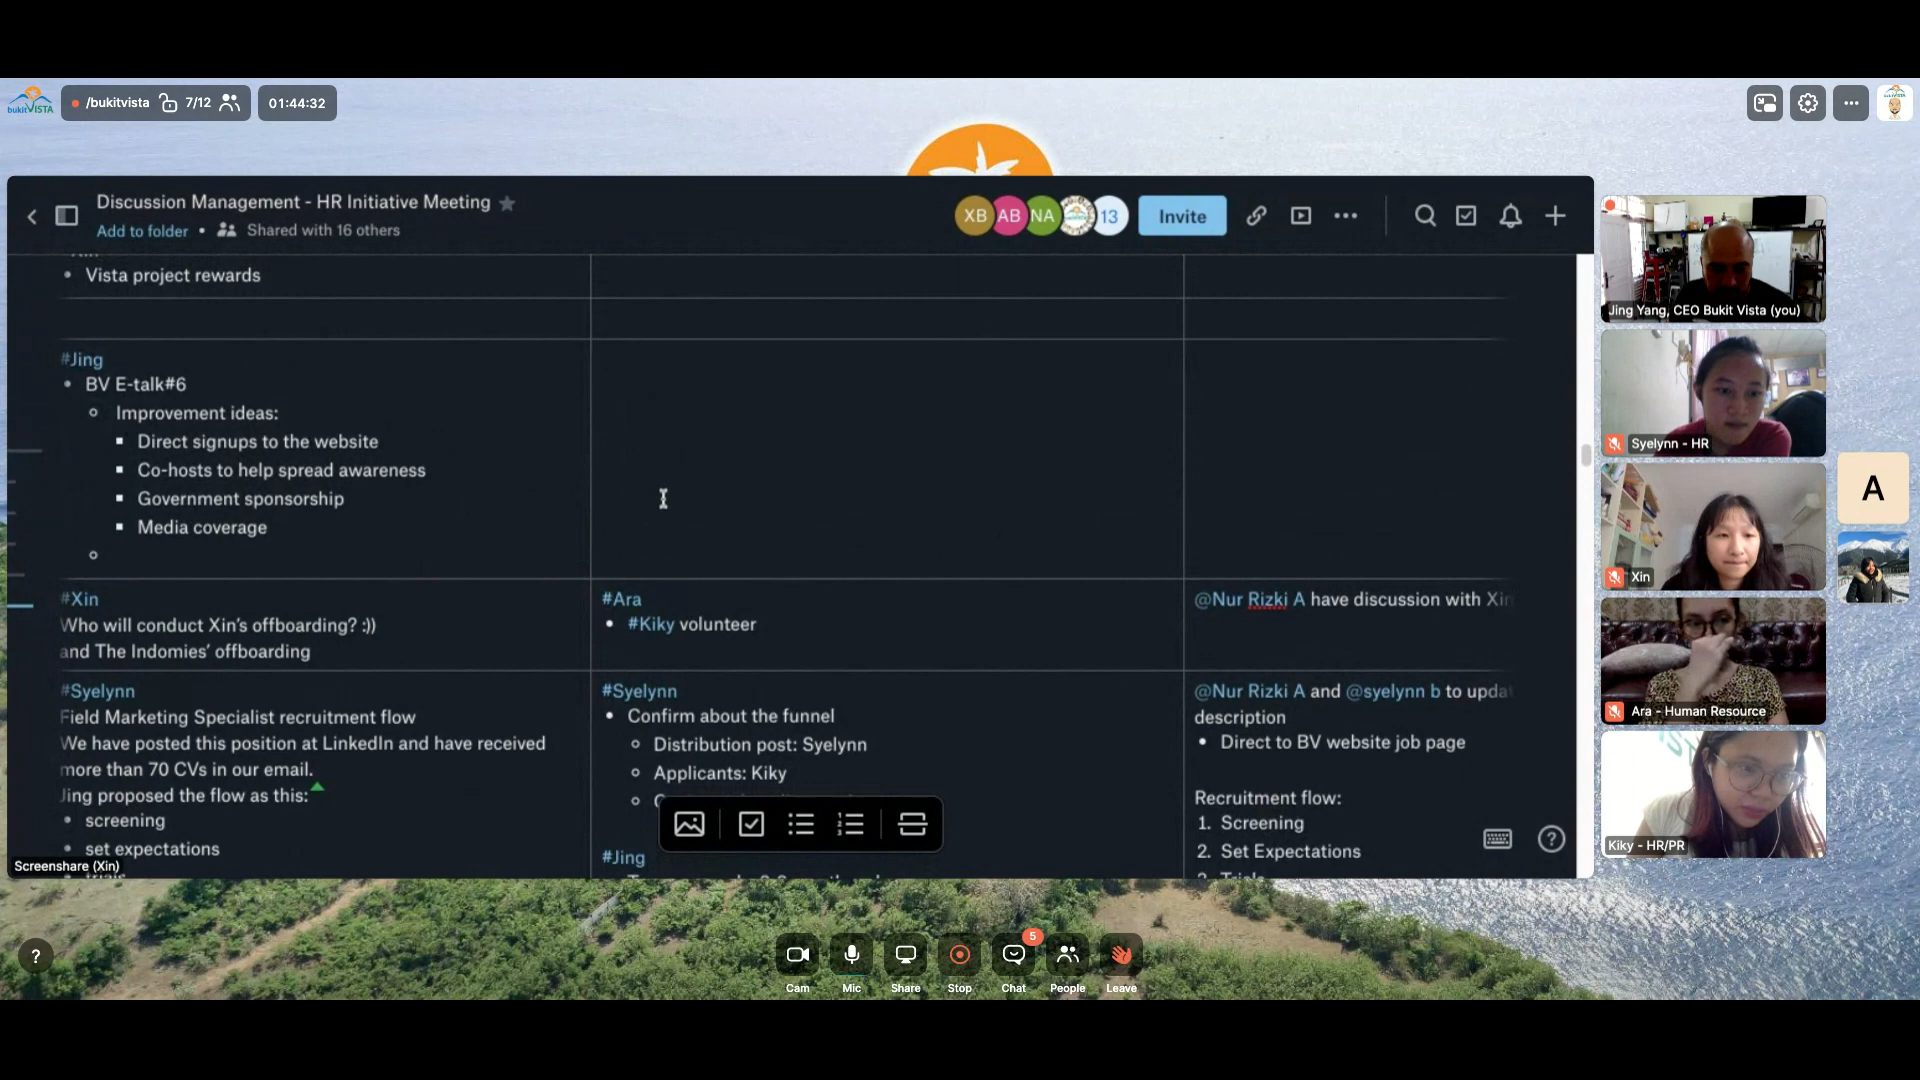 bukitVISTA
/bukitvista
7/12
01:44:32
Discussion Management - HR Initiative Meeting
Add to folder • Shared with 16 others
XB AB NA 13
Invite
• Vista project rewards
#Jing
• BV E-talk#6
Improvement ideas:
Direct signups to the website
Co-hosts to help spread awareness
Government sponsorship
Media coverage
#Xin
Who will conduct Xin's offboarding? :))
and The Indomies' offboarding
#Ara
• #Kiky volunteer
@Nur Rizki A have discussion with Xin
#Syelynn
Field Marketing Specialist recruitment flow
We have posted this position at LinkedIn and have received
more than 70 CVs in our email.
Jing proposed the flow as this:
• screening
• set expectations
#Syelynn
• Confirm about the funnel
Distribution post: Syelynn
Applicants: Kiky
#Jing
@Nur Rizki A and @syelynn b to upda
description
• Direct to BV website job page
Recruitment flow:
1. Screening
2. Set Expectations
Screenshare (Xin)
Jing Yang, CEO Bukit Vista (you)
Syelynn - HR
Xin
Ara - Human Resource
Kiky - HR/PR
A
?
?
5
Cam
Mic
Share
Stop
Chat
People
Leave